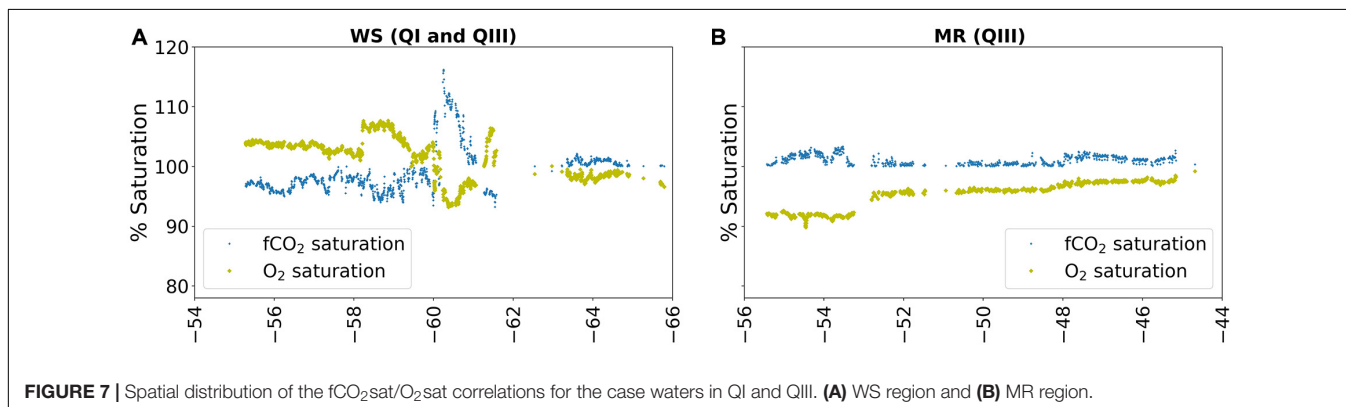 A
WS (QI and QIII)
% Saturation
120
110
100
90
80
fCO₂ saturation
O₂ saturation
−54
−56
−58
−60
−62
−64
−66
B
MR (QIII)
% Saturation
fCO₂ saturation
O₂ saturation
−56
−54
−52
−50
−48
−46
−44
FIGURE 7 | Spatial distribution of the fCO₂sat/O₂sat correlations for the case waters in QI and QIII. (A) WS region and (B) MR region.